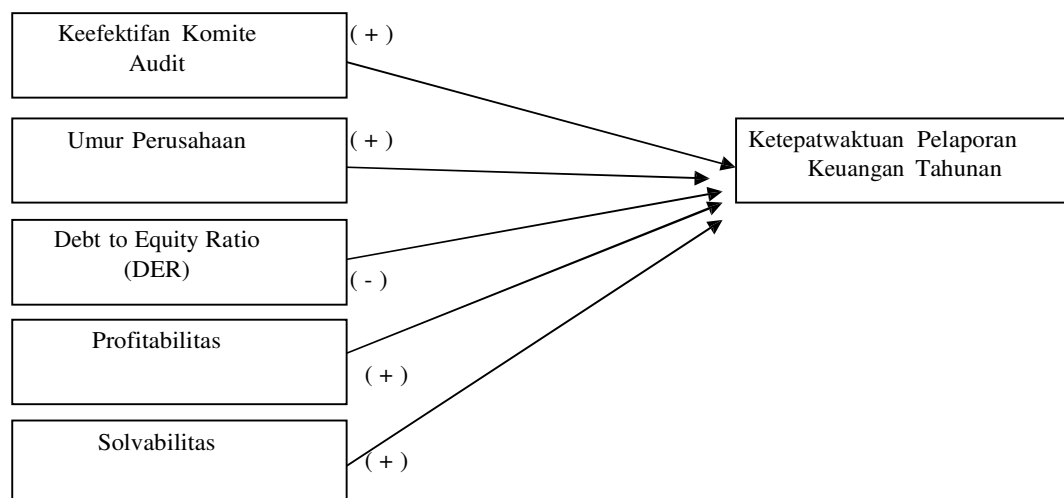 Keefektifan Komite
Audit
( + )
Umur Perusahaan
( + )
Debt to Equity Ratio
(DER)
( - )
Profitabilitas
( + )
Solvabilitas
( + )
Ketepatwaktuan Pelaporan
Keuangan Tahunan